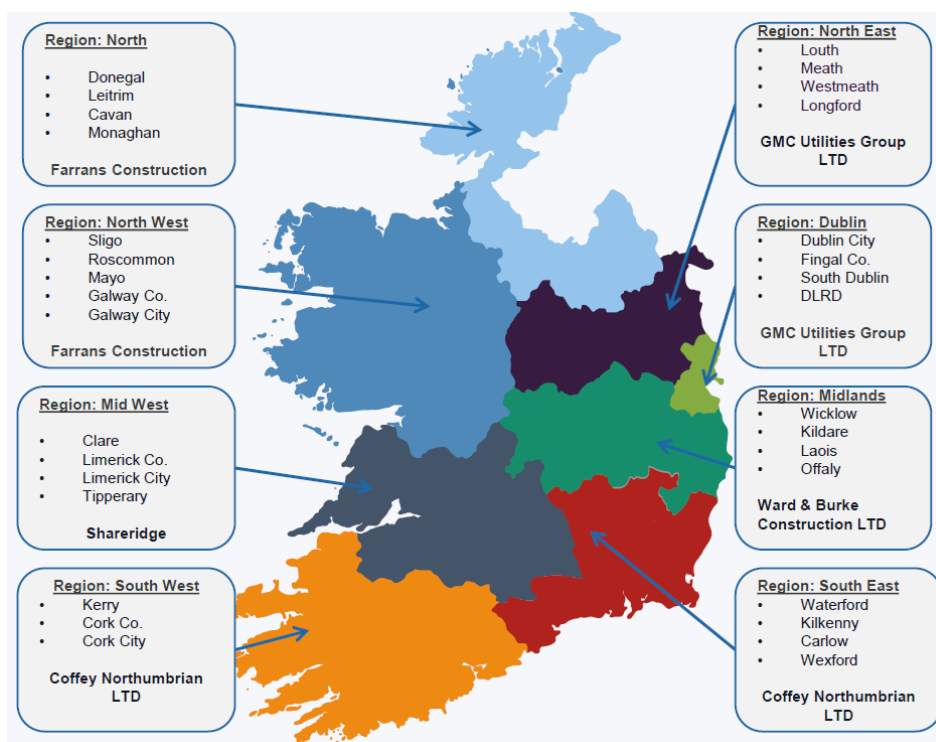 Region: North
• Donegal
• Leitrim
• Cavan
• Monaghan
Farrans Construction
Region: North West
• Sligo
• Roscommon
• Mayo
• Galway Co.
• Galway City
Farrans Construction
Region: Mid West
• Clare
• Limerick Co.
• Limerick City
• Tipperary
Shareridge
Region: South West
• Kerry
• Cork Co.
• Cork City
Coffey Northumbrian
LTD
Region: North East
• Louth
• Meath
• Westmeath
• Longford
GMC Utilities Group
LTD
Region: Dublin
• Dublin City
• Fingal Co.
• South Dublin
• DLRD
GMC Utilities Group
LTD
Region: Midlands
• Wicklow
• Kildare
• Laois
• Offaly
Ward & Burke
Construction LTD
Region: South East
• Waterford
• Kilkenny
• Carlow
• Wexford
Coffey Northumbrian
LTD